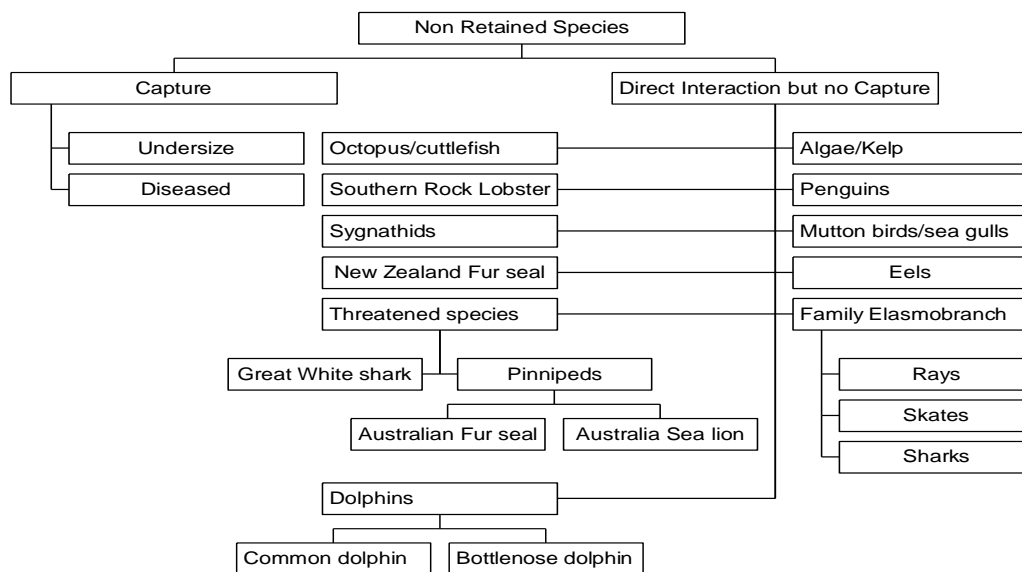 Non Retained Species
Capture
Direct Interaction but no Capture
Undersize
Octopus/cuttlefish
Algae/Kelp
Diseased
Southern Rock Lobster
Penguins
Sygnathids
Mutton birds/sea gulls
New Zealand Fur seal
Eels
Threatened species
Family Elasmobranch
Great White shark
Pinnipeds
Rays
Australian Fur seal
Australia Sea lion
Skates
Sharks
Dolphins
Common dolphin
Bottlenose dolphin